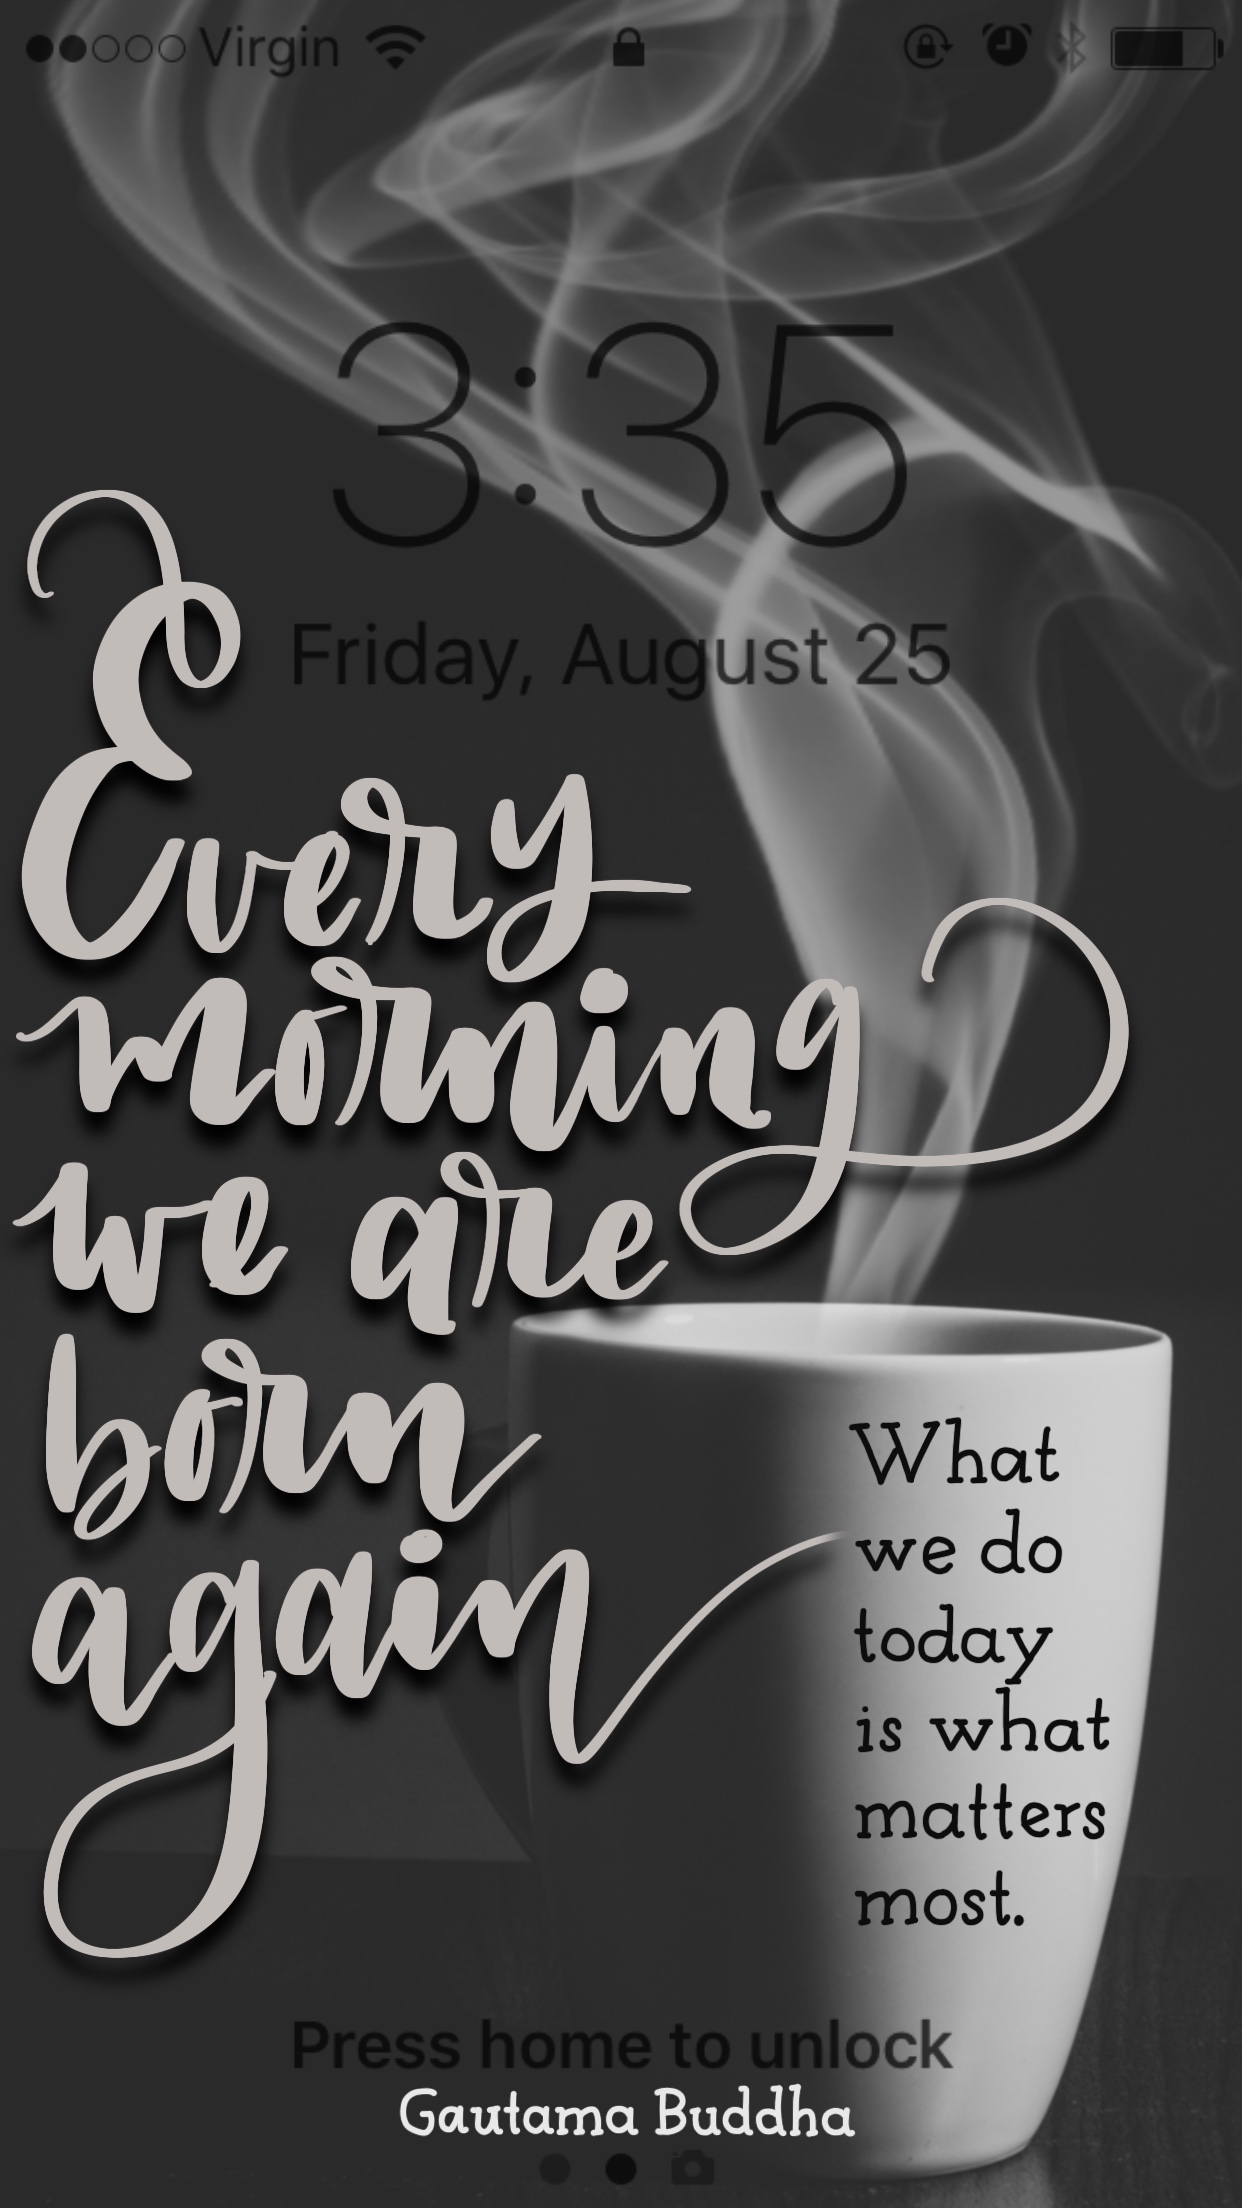 Virgin
3:35
Friday, August 25
Every
morning
we are
born
again
What
we do
today
is what
matters
most.
Press home to unlock
Gautama Buddha